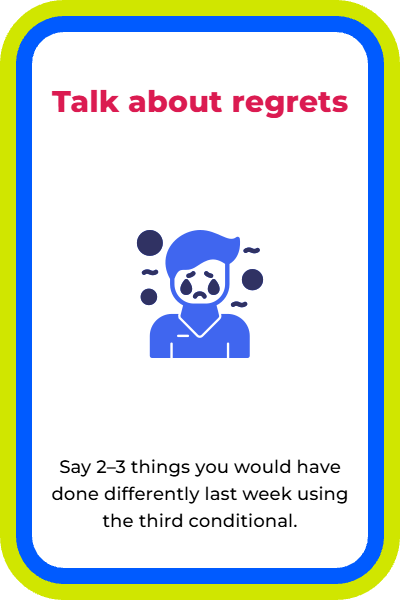 Talk about regrets
Say 2–3 things you would have
done differently last week using
the third conditional.